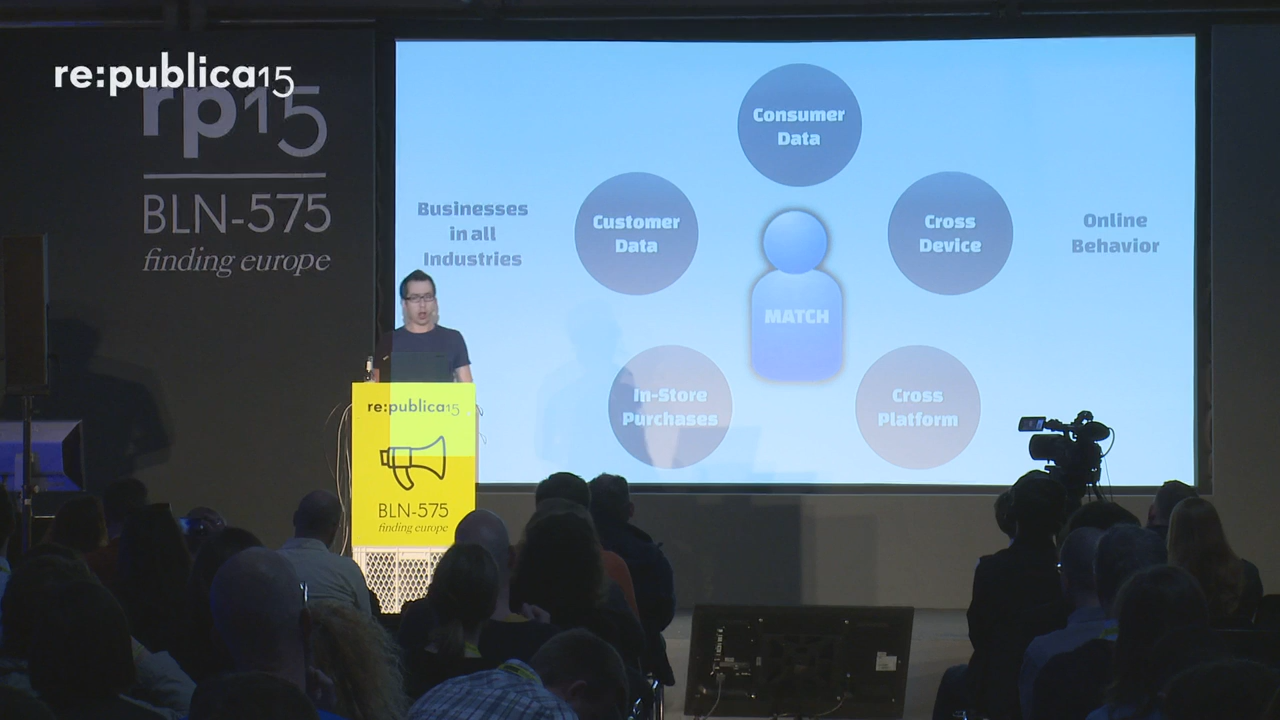 re:publica15
rp15
BLN-575
finding europe
Consumer
Data
Businesses
in all
Industries
Customer
Data
Cross
Device
Online
Behavior
MATCH
In-Store
Purchases
Cross
Platform
re:publica15
BLN-575
finding europe